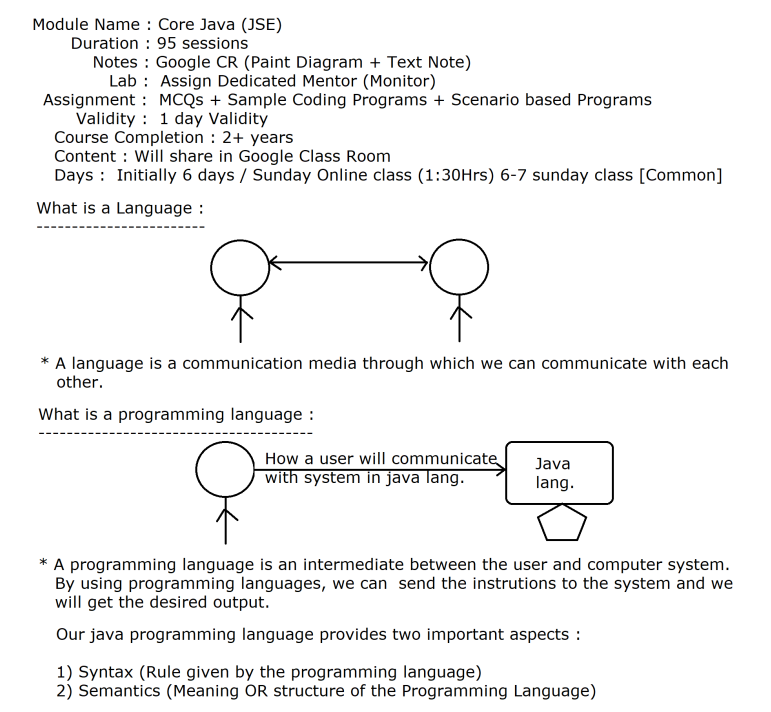 Module Name : Core Java (JSE)
Duration : 95 sessions
Notes : Google CR (Paint Diagram + Text Note)
Lab :  Assign Dedicated Mentor (Monitor)
Assignment :  MCQs + Sample Coding Programs + Scenario based Programs
Validity :  1 day Validity
Course Completion : 2+ years
Content : Will share in Google Class Room
Days :  Initially 6 days / Sunday Online class (1:30Hrs) 6-7 sunday class [Common]
What is a Language :
------------------------
* A language is a communication media through which we can communicate with each
other.
What is a programming language :
---------------------------------------
How a user will communicate
with system in java lang.
Java
lang.
* A programming language is an intermediate between the user and computer system.
By using programming languages, we can  send the instrutions to the system and we
will get the desired output.
Our java programming language provides two important aspects :
1) Syntax (Rule given by the programming language)
2) Semantics (Meaning OR structure of the Programming Language)